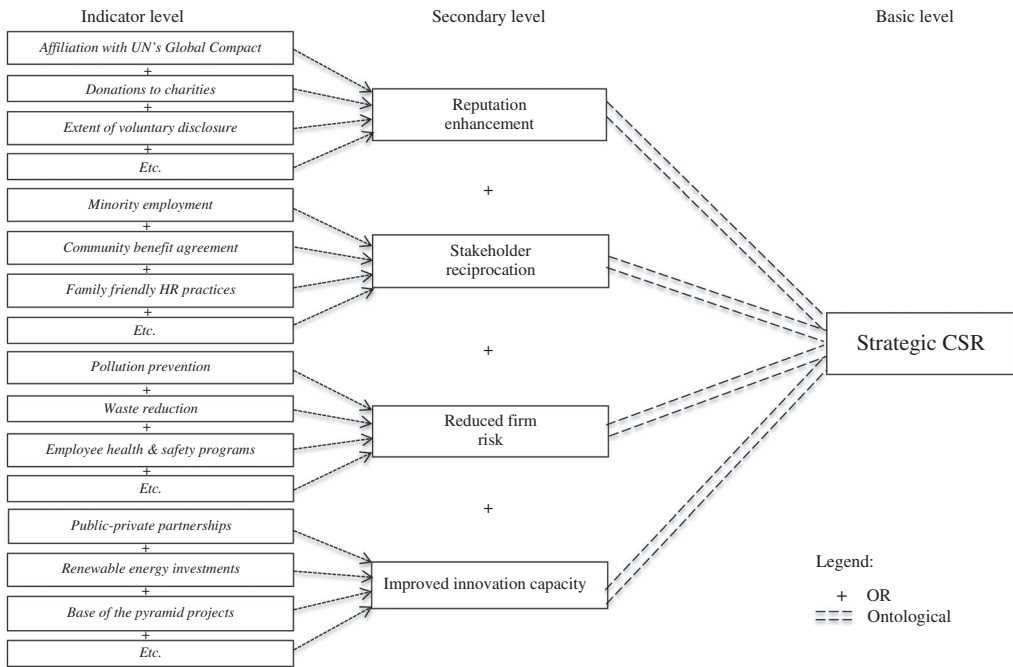 Indicator level
Secondary level
Basic level
Affiliation with UN's Global Compact
+
Donations to charities
+
Extent of voluntary disclosure
+
Etc.
Reputation
enhancement
+
Minority employment
+
Community benefit agreement
+
Family friendly HR practices
+
Etc.
Stakeholder
reciprocation
+
Pollution prevention
+
Waste reduction
+
Employee health & safety programs
+
Etc.
Reduced firm
risk
+
Public-private partnerships
+
Renewable energy investments
+
Base of the pyramid projects
+
Etc.
Improved innovation capacity
Strategic CSR
Legend:
+ OR
Ontological